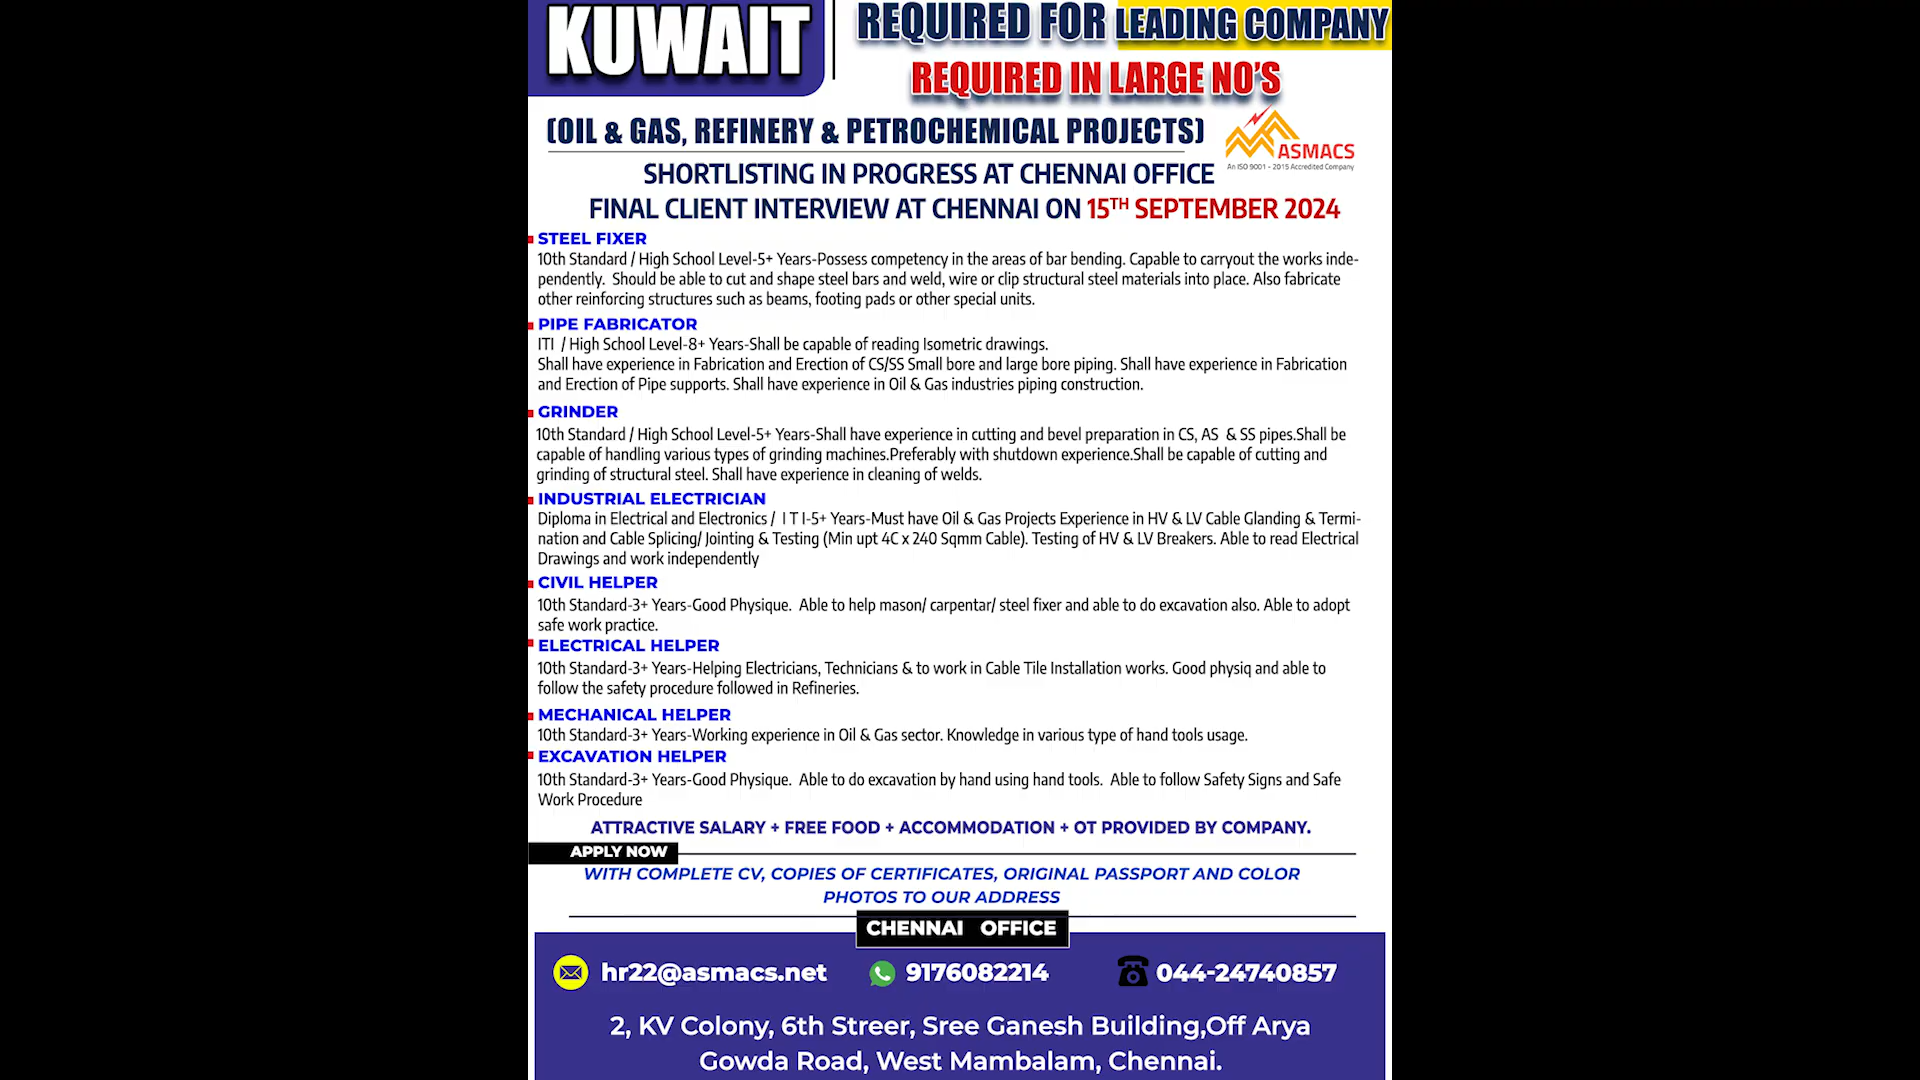 KUWAIT
REQUIRED FOR LEADING COMPANY
REQUIRED IN LARGE NO'S
(OIL & GAS, REFINERY & PETROCHEMICAL PROJECTS)
ASMACS
An ISO 9001 - 2015 Accredited Company
SHORTLISTING IN PROGRESS AT CHENNAI OFFICE
FINAL CLIENT INTERVIEW AT CHENNAI ON 15TH SEPTEMBER 2024
STEEL FIXER
10th Standard / High School Level-5+ Years-Possess competency in the areas of bar bending. Capable to carryout the works inde-
pendently. Should be able to cut and shape steel bars and weld, wire or clip structural steel materials into place. Also fabricate
other reinforcing structures such as beams, footing pads or other special units.
PIPE FABRICATOR
ITI / High School Level-8+ Years-Shall be capable of reading Isometric drawings.
Shall have experience in Fabrication and Erection of CS/SS Small bore and large bore piping. Shall have experience in Fabrication
and Erection of Pipe supports. Shall have experience in Oil & Gas industries piping construction.
GRINDER
10th Standard / High School Level-5+ Years-Shall have experience in cutting and bevel preparation in CS, AS & SS pipes.Shall be
capable of handling various types of grinding machines.Preferably with shutdown experience.Shall be capable of cutting and
grinding of structural steel. Shall have experience in cleaning of welds.
INDUSTRIAL ELECTRICIAN
Diploma in Electrical and Electronics / I T I-5+ Years-Must have Oil & Gas Projects Experience in HV & LV Cable Glanding & Termi-
nation and Cable Splicing/ Jointing & Testing (Min upt 4C x 240 Sqmm Cable). Testing of HV & LV Breakers. Able to read Electrical
Drawings and work independently
CIVIL HELPER
10th Standard-3+ Years-Good Physique. Able to help mason/ carpentar/ steel fixer and able to do excavation also. Able to adopt
safe work practice.
ELECTRICAL HELPER
10th Standard-3+ Years-Helping Electricians, Technicians & to work in Cable Tile Installation works. Good physiq and able to
follow the safety procedure followed in Refineries.
MECHANICAL HELPER
10th Standard-3+ Years-Working experience in Oil & Gas sector. Knowledge in various type of hand tools usage.
EXCAVATION HELPER
10th Standard-3+ Years-Good Physique. Able to do excavation by hand using hand tools. Able to follow Safety Signs and Safe
Work Procedure
ATTRACTIVE SALARY + FREE FOOD + ACCOMMODATION + OT PROVIDED BY COMPANY.
APPLY NOW
WITH COMPLETE CV, COPIES OF CERTIFICATES, ORIGINAL PASSPORT AND COLOR
PHOTOS TO OUR ADDRESS
CHENNAI OFFICE
hr22@asmacs.net 9176082214 044-24740857
2, KV Colony, 6th Streer, Sree Ganesh Building,Off Arya
Gowda Road, West Mambalam, Chennai.